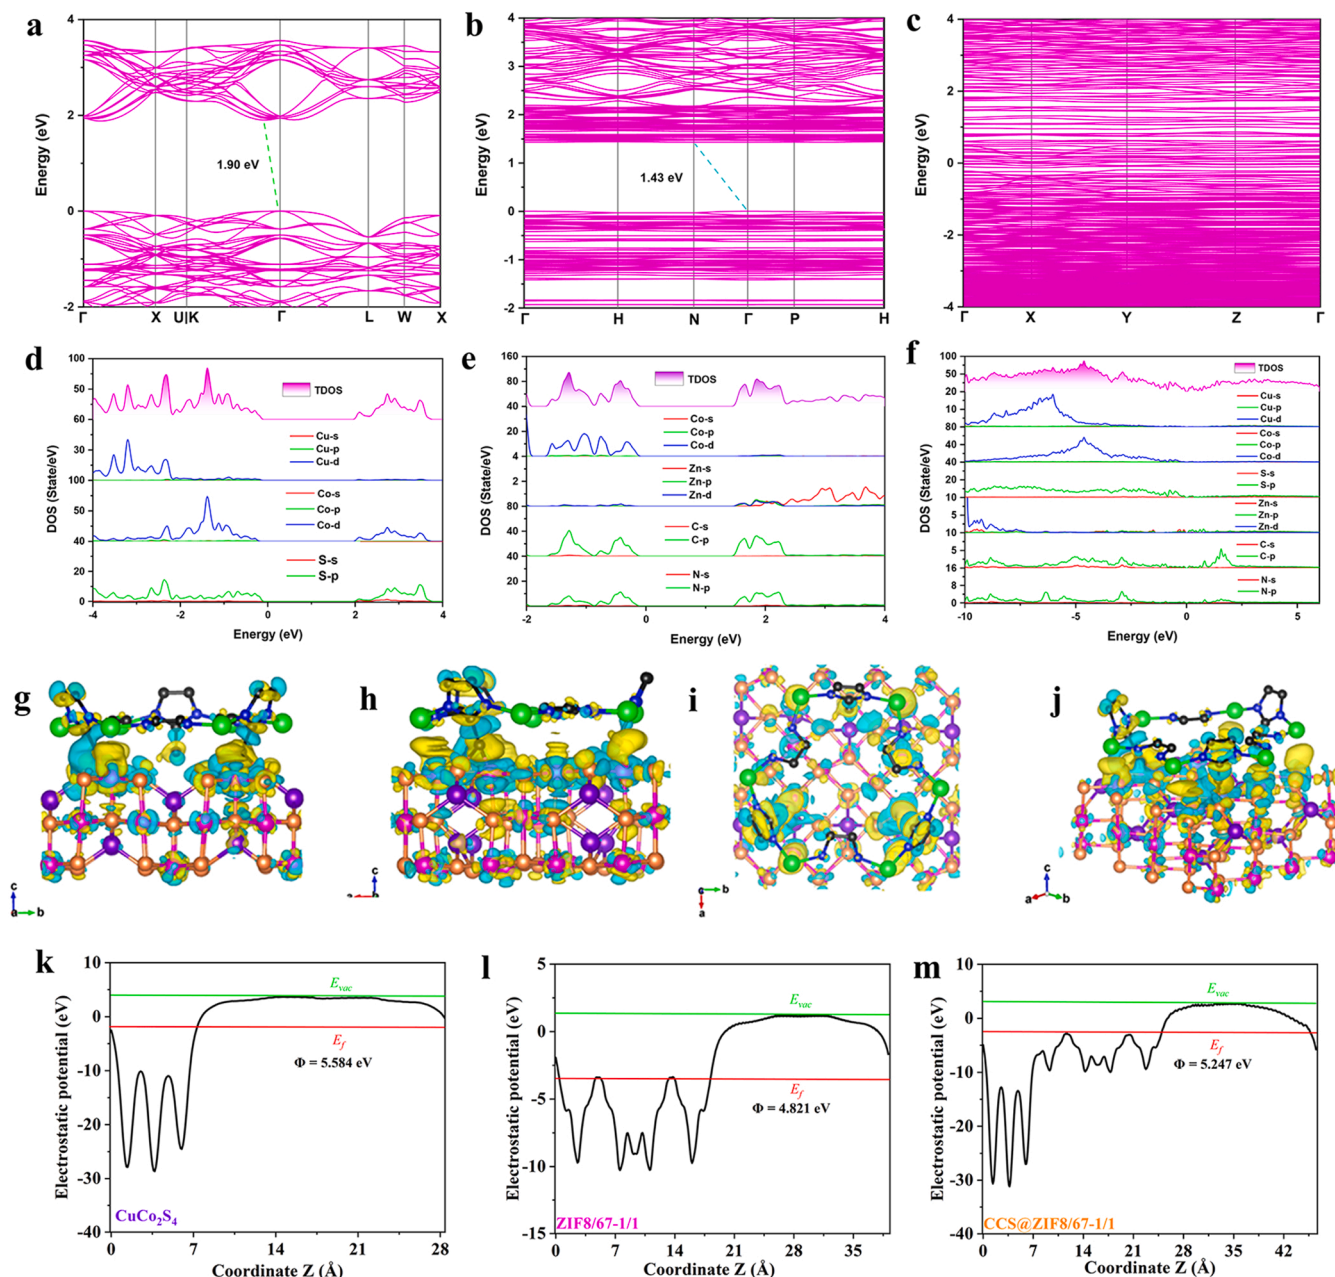 a
Energy (eV)
4
2
0
-2
1.90 eV
Γ X U|K Γ L W X
b
Energy (eV)
4
3
2
1
0
-1
-2
1.43 eV
Γ H N Γ P H
c
Energy (eV)
4
2
0
-2
-4
Γ X Y Z Γ
d
DOS (State/eV)
100
80
60
30
100
50
40
20
0
TDOS
Cu-s
Cu-p
Cu-d
Co-s
Co-p
Co-d
S-s
S-p
-4 -2 0 2 4
Energy (eV)
e
DOS (State/eV)
160
80
40
20
4
2
80
40
40
20
0
TDOS
Co-s
Co-p
Co-d
Zn-s
Zn-p
Zn-d
C-s
C-p
N-s
N-p
-2 0 2 4
Energy (eV)
f
DOS (State/eV)
100
50
20
10
80
40
40
20
10
5
10
5
16
8
0
TDOS
Cu-s
Cu-p
Cu-d
Co-s
Co-p
Co-d
S-s
S-p
Zn-s
Zn-p
Zn-d
C-s
C-p
N-s
N-p
-10 -5 0 5
Energy (eV)
g
c
a b
h
c
a b
i
c b
a
j
c
a b
k
Electrostatic potential (eV)
10
0
-10
-20
-30
-40
Evac
Ef
Φ = 5.584 eV
CuCo2S4
0 7 14 21 28
Coordinate Z (Å)
l
Electrostatic potential (eV)
5
0
-5
-10
-15
Evac
Ef
Φ = 4.821 eV
ZIF8/67-1/1
0 7 14 21 28 35
Coordinate Z (Å)
m
Electrostatic potential (eV)
10
0
-10
-20
-30
-40
Evac
Ef
Φ = 5.247 eV
CCS@ZIF8/67-1/1
0 7 14 21 28 35 42
Coordinate Z (Å)